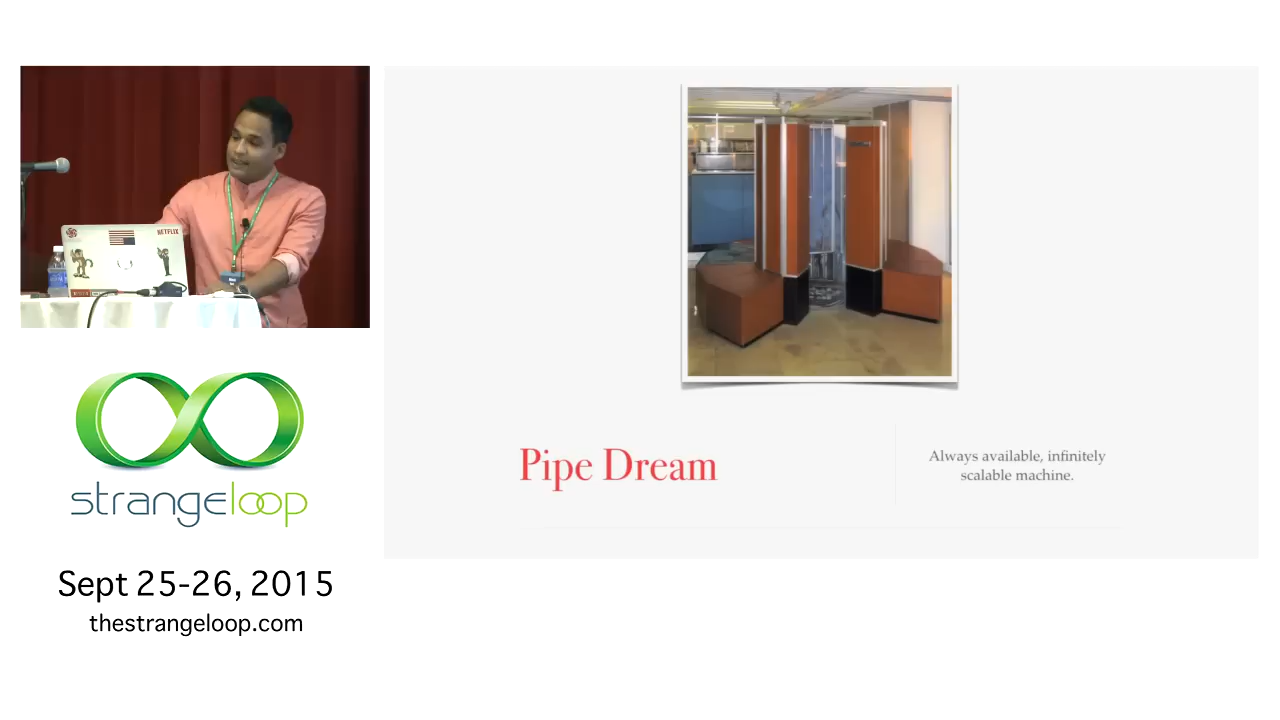 NETFLIX
strangeloop
Sept 25-26, 2015
thestrangeloop.com
Pipe Dream
Always available, infinitely
scalable machine.